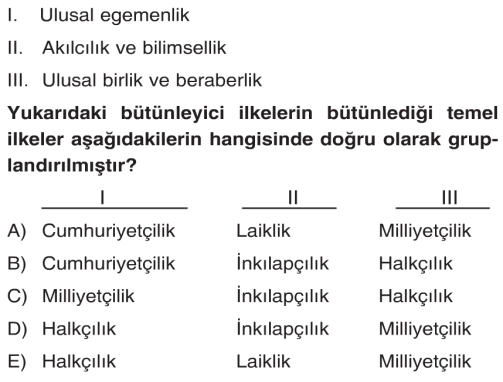 I. Ulusal egemenlik
II. Akılcılık ve bilimsellik
III. Ulusal birlik ve beraberlik
Yukarıdaki bütünleyici ilkelerin bütünlediği temel
ilkeler aşağıdakilerin hangisinde doğru olarak grup-
landırılmıştır?
I II III
A) Cumhuriyetçilik Laiklik Milliyetçilik
B) Cumhuriyetçilik İnkılapçılık Halkçılık
C) Milliyetçilik İnkılapçılık Halkçılık
D) Halkçılık İnkılapçılık Milliyetçilik
E) Halkçılık Laiklik Milliyetçilik